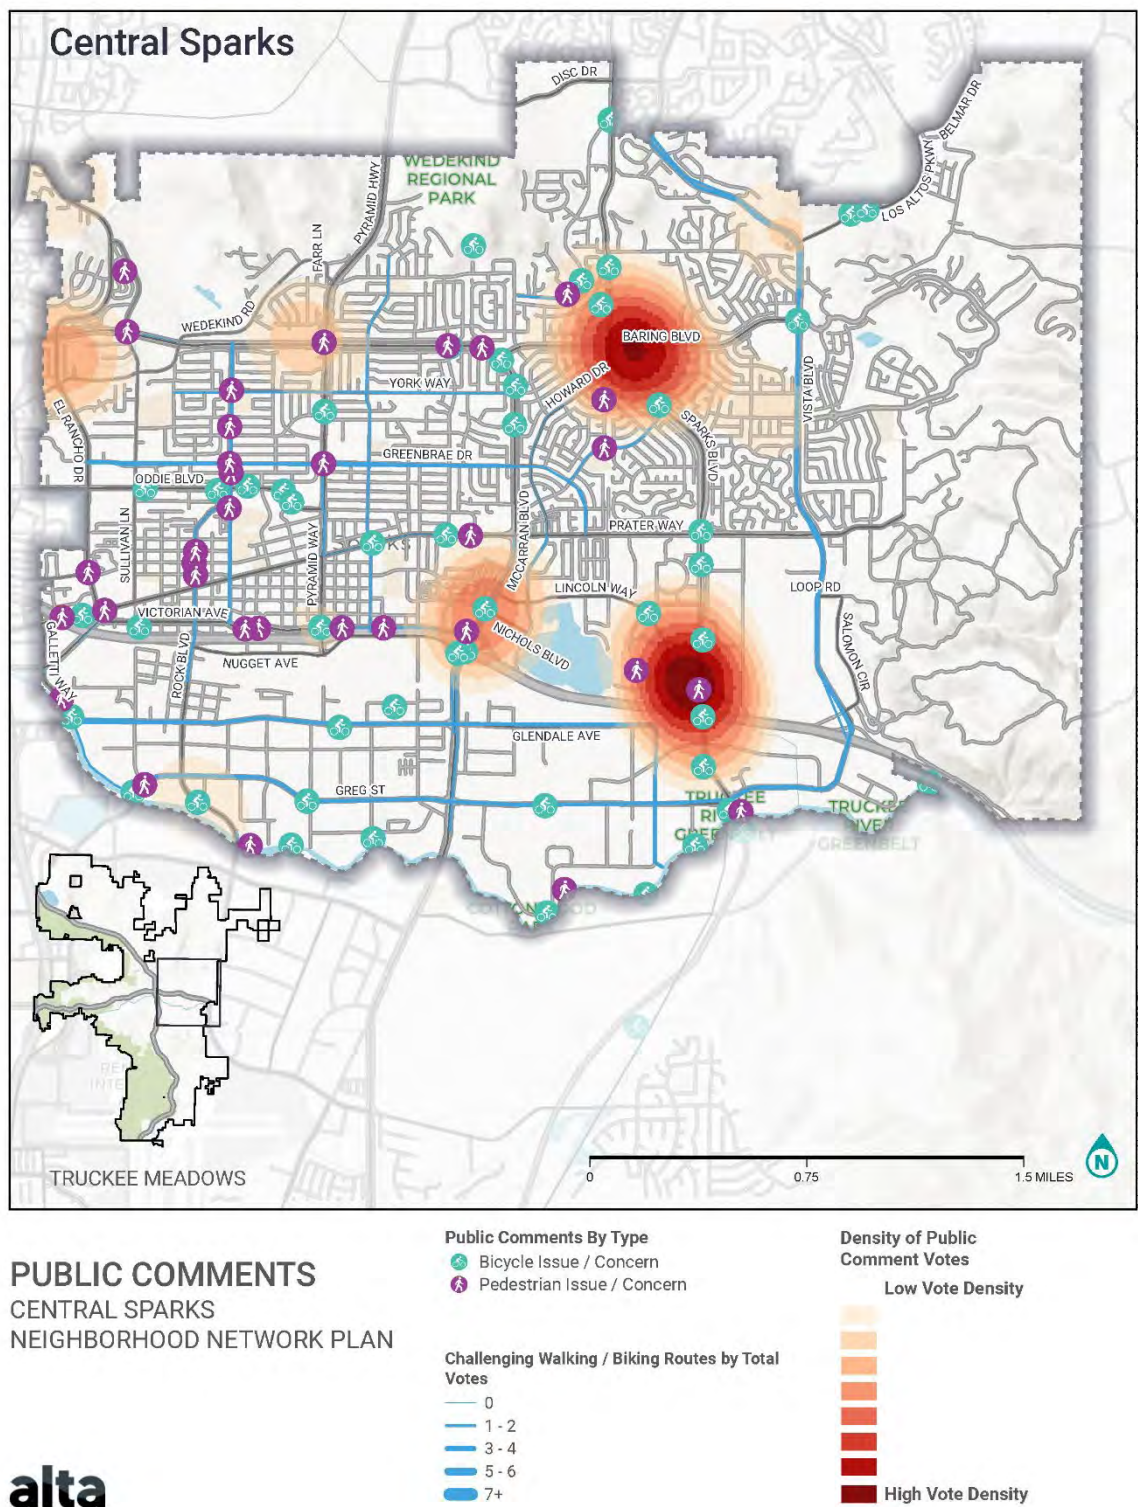 Central Sparks
DISC DR
BELMAR DR
LOS ALTOS PKWY
WEDEKIND
REGIONAL
PARK
PYRAMID HWY
FARR LN
WEDEKIND RD
BARING BLVD
YORK WAY
HOWARD DR
VISTA BLVD
SPARKS BLVD
EL RANCHO DR
GREENBRAE DR
ODDIE BLVD
SULLIVAN LN
PYRAMID WAY
MCCARRAN BLVD
PRATER WAY
LINCOLN WAY
LOOP RD
VICTORIAN AVE
NICHOLS BLVD
SALOMON CIR
GALLETTI WAY
ROCK BLVD
NUGGET AVE
GLENDALE AVE
GREG ST
TRUCKEE
RIVER
GREENBELT
TRUCKEE
RIVER
GREENBELT
TRUCKEE MEADOWS
0
0.75
1.5 MILES
N
PUBLIC COMMENTS
CENTRAL SPARKS
NEIGHBORHOOD NETWORK PLAN
alta
Public Comments By Type
Bicycle Issue / Concern
Pedestrian Issue / Concern
Challenging Walking / Biking Routes by Total
Votes
0
1 - 2
3 - 4
5 - 6
7+
Density of Public
Comment Votes
Low Vote Density
High Vote Density